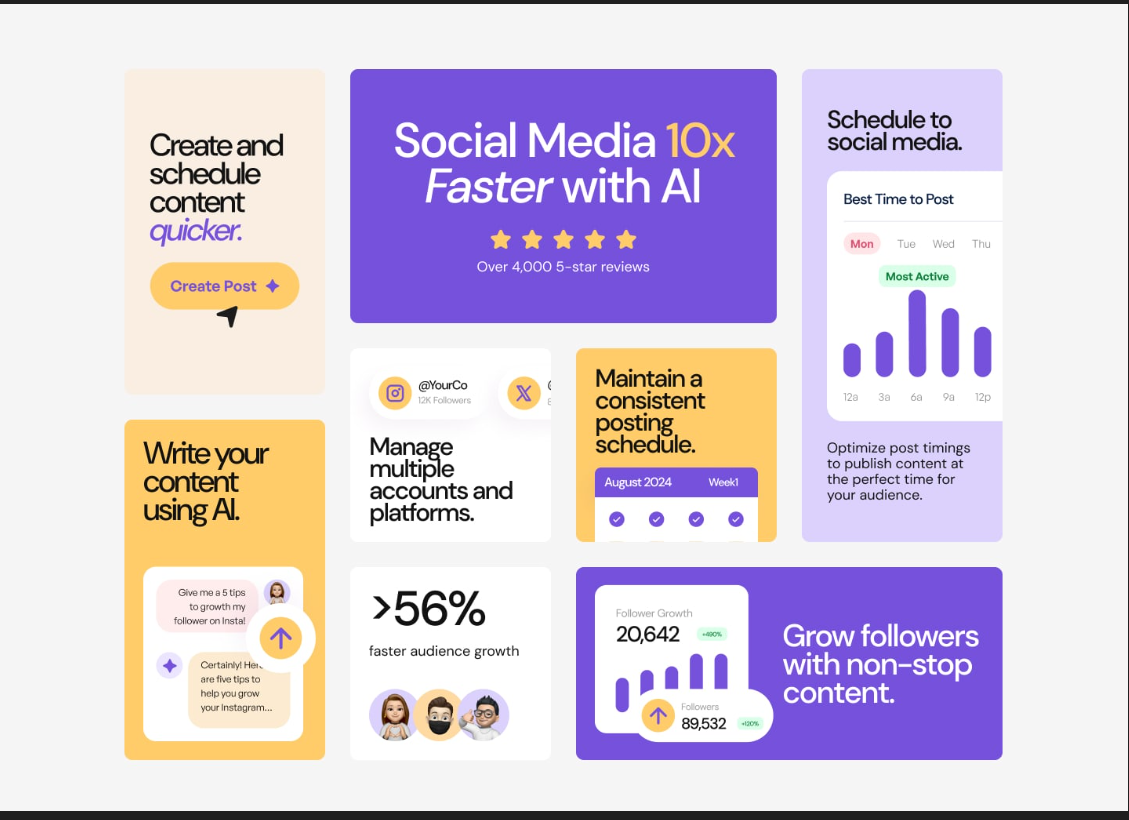 Create and
schedule
content
quicker.
Create Post
Social Media 10x
Faster with AI
Over 4,000 5-star reviews
Schedule to
social media.
Best Time to Post
Mon Tue Wed Thu
Most Active
12a 3a 6a 9a 12p
Optimize post timings
to publish content at
the perfect time for
your audience.
Write your
content
using AI.
Give me a 5 tips
to growth my
follower on Insta!
Certainly! Here
are five tips to
help you grow
your Instagram...
@YourCo
12K Followers
Manage
multiple
accounts and
platforms.
Maintain a
consistent
posting
schedule.
August 2024 Week1
>56%
faster audience growth
Follower Growth
20,642 +490%
Followers
89,532 +120%
Grow followers
with non-stop
content.